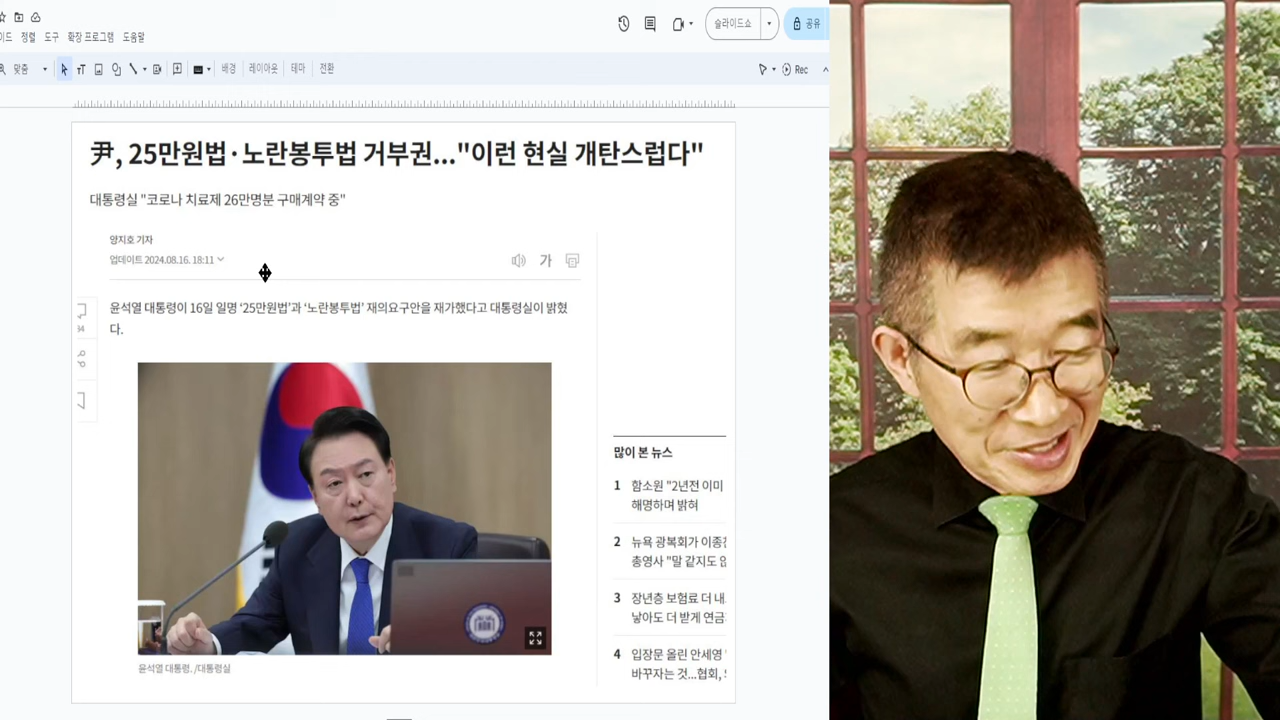 정렬 도구 확장 프로그램 도움말
슬라이드쇼
공유
맞춤
배경 레이아웃 테마 전환
Rec
尹, 25만원법·노란봉투법 거부권..."이런 현실 개탄스럽다"
대통령실 "코로나 치료제 26만명분 구매계약 중"
양지호 기자
업데이트 2024.08.16. 18:11
가
윤석열 대통령이 16일 일명 ‘25만원법’과 ‘노란봉투법’ 재의요구안을 재가했다고 대통령실이 밝혔
다.
윤석열 대통령. /대통령실
많이 본 뉴스
1 함소원 "2년전 이미
해명하며 밝혀
2 뉴욕 광복회가
총영사 "말 같지도
3 장년층 보험료 더 내
낳아도 더 받게 연금
4 입장문 올린 안세영
바꾸자는 것...협회,